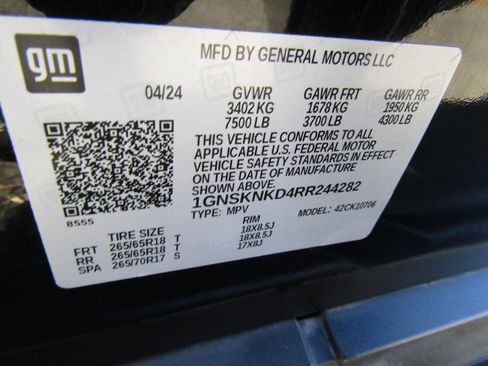 gm
MFD BY GENERAL MOTORS LLC
04/24 GVWR GAWR FRT GAWR RR
3402 KG 1678 KG 1950 KG
7500 LB 3700 LB 4300 LB
THIS VEHICLE CONFORMS TO ALL
APPLICABLE U.S. FEDERAL MOTOR
VEHICLE SAFETY STANDARDS IN EFFECT
ON THE DATE OF MANUFACTURE
SHOWN ABOVE.
1GNSKNKD4RR244282
TYPE: MPV MODEL: 42CK10706
8555
TIRE SIZE RIM
FRT 265/65R18 T 18X8.5J
RR 265/65R18 T 18X8.5J
SPA 265/70R17 S 17X8J